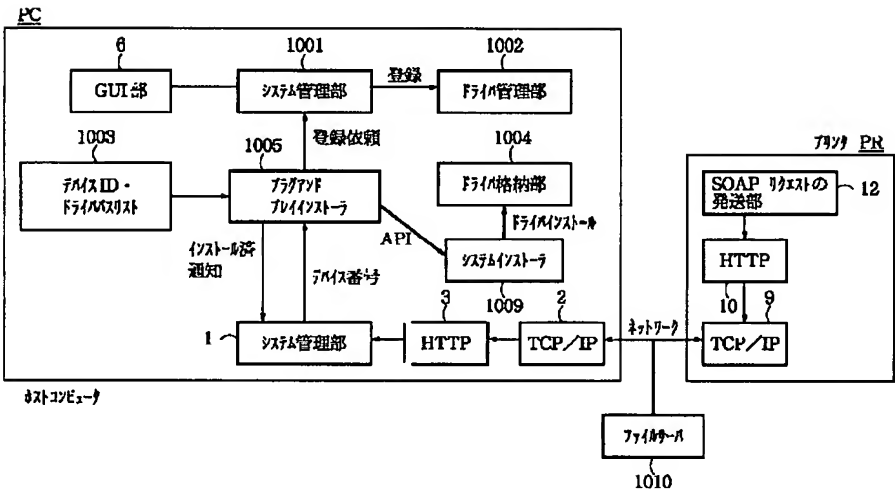 PC
6
GUI部
1001
システム管理部
登録
1002
ドライバ管理部
登録依頼
1003
デバイスID・
ドライバパスリスト
1005
プラグアンド
プレイインストーラ
1004
ドライバ格納部
ドライバインストール
API
システムインストーラ
1009
インストール済
通知
デバイス番号
1
システム管理部
3
HTTP
2
TCP/IP
ネットワーク
ホストコンピュータ
プリンタ PR
SOAP リクエストの
発送部
12
HTTP
10
9
TCP/IP
ファイルサーバ
1010